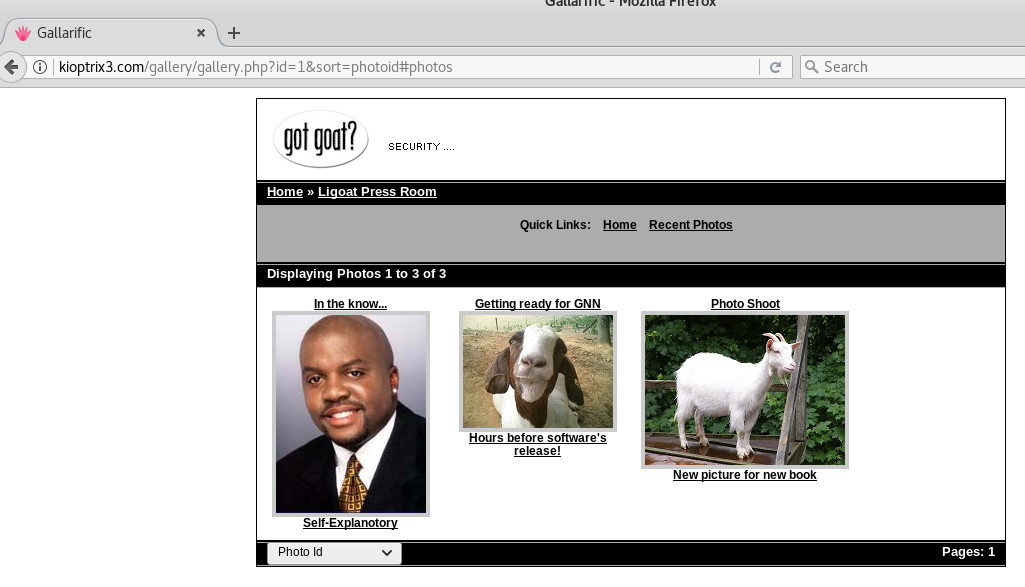 Gallarific - Mozilla Firefox
Gallarific
kioptrix3.com/gallery/gallery.php?id=1&sort=photoid#photos
Search
got goat?
SECURITY ....
Home » Ligoat Press Room
Quick Links: Home Recent Photos
Displaying Photos 1 to 3 of 3
In the know...
Getting ready for GNN
Photo Shoot
Hours before software's
release!
New picture for new book
Self-Explanotory
Photo Id
Pages: 1